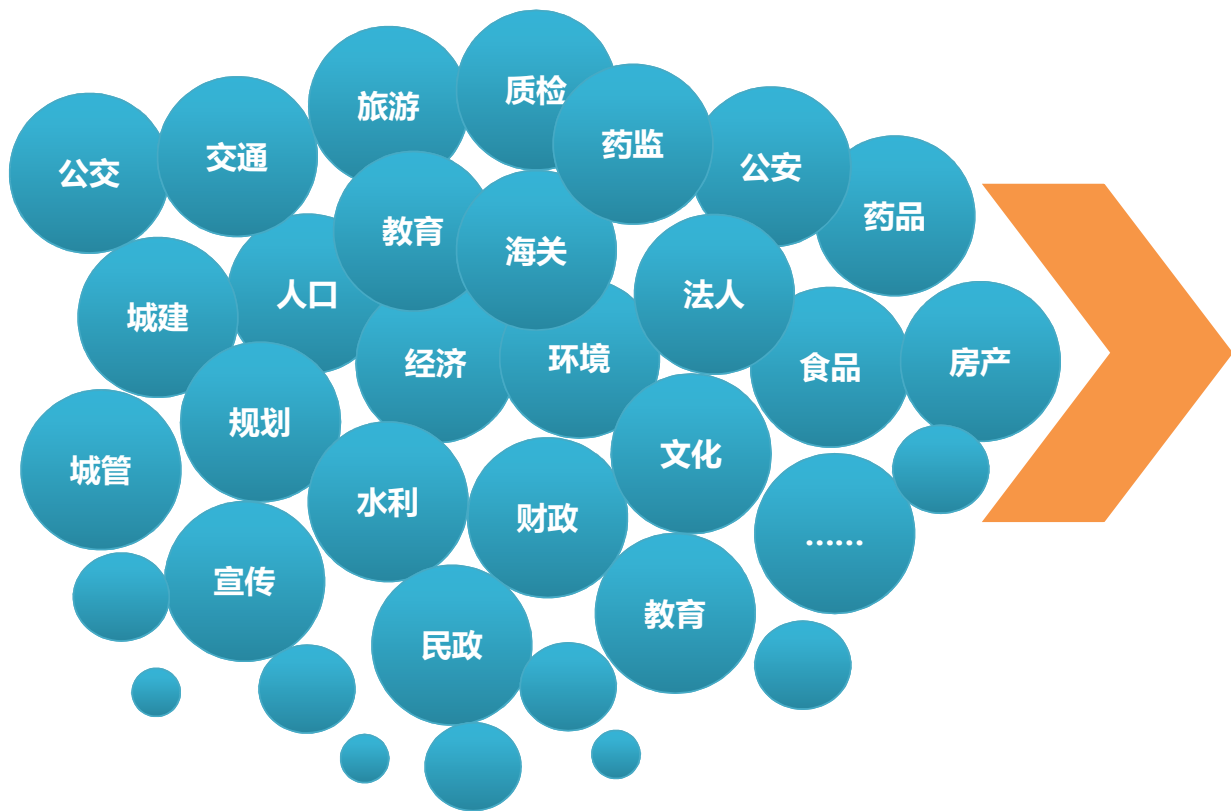 质检
旅游
药监
交通
公安
公交
药品
教育
海关
人口
法人
城建
环境
房产
经济
食品
规划
文化
城管
水利
财政
……
宣传
教育
民政